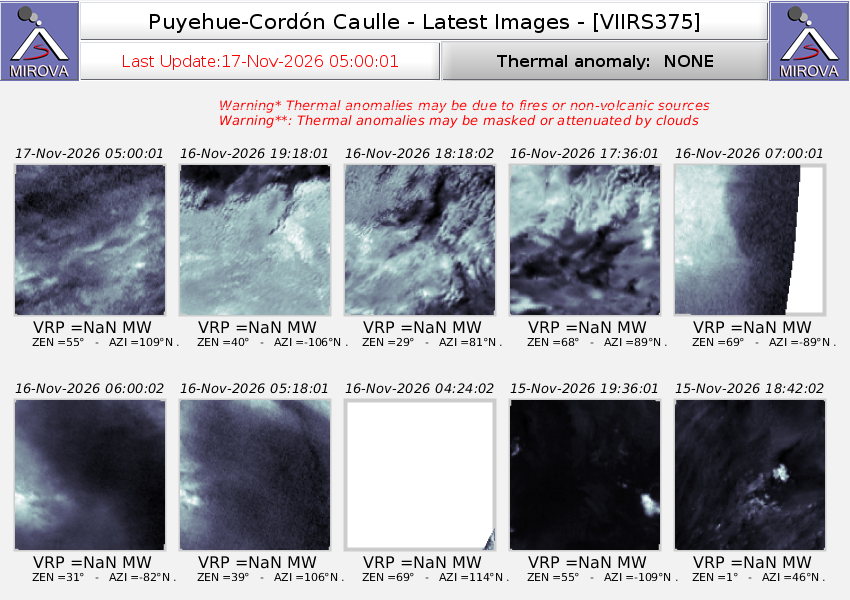 Puyehue-Cordón Caulle - Latest Images - [VIIRS375]
MIROVA
Last Update:17-Nov-2026 05:00:01
Thermal anomaly: NONE
MIROVA
Warning* Thermal anomalies may be due to fires or non-volcanic sources
Warning**: Thermal anomalies may be masked or attenuated by clouds
17-Nov-2026 05:00:01
16-Nov-2026 19:18:01
16-Nov-2026 18:18:02
16-Nov-2026 17:36:01
16-Nov-2026 07:00:01
VRP =NaN MW
VRP =NaN MW
VRP =NaN MW
VRP =NaN MW
VRP =NaN MW
ZEN =55° - AZI =109°N .
ZEN =40° - AZI =-106°N .
ZEN =29° - AZI =81°N .
ZEN =68° - AZI =89°N .
ZEN =69° - AZI =-89°N .
16-Nov-2026 06:00:02
16-Nov-2026 05:18:01
16-Nov-2026 04:24:02
15-Nov-2026 19:36:01
15-Nov-2026 18:42:02
VRP =NaN MW
VRP =NaN MW
VRP =NaN MW
VRP =NaN MW
VRP =NaN MW
ZEN =31° - AZI =-82°N .
ZEN =39° - AZI =106°N .
ZEN =69° - AZI =114°N .
ZEN =55° - AZI =-109°N .
ZEN =1° - AZI =46°N .